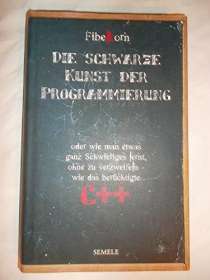 Fibelkorn
DIE SCHWARZE
KUNST DER
PROGRAMMIERUNG
oder wie man etwas
ganz Schwieriges lernt,
ohne zu verzweifeln -
wie das berüchtigte
C++
SEMELE